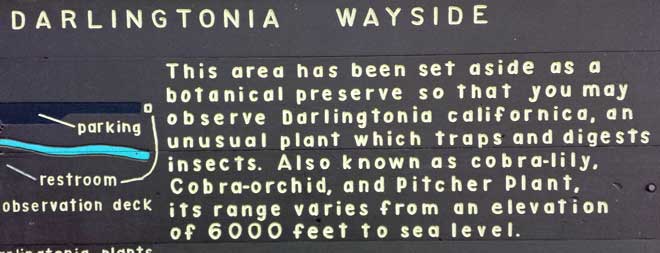 DARLINGTONIA WAYSIDE
This area has been set aside as a
botanical preserve so that you may
observe Darlingtonia californica, an
unusual plant which traps and digests
insects. Also known as cobra-lily,
Cobra-orchid, and Pitcher Plant,
its range varies from an elevation
of 6000 feet to sea level.
parking
restroom
observation deck
arlingtonia plants